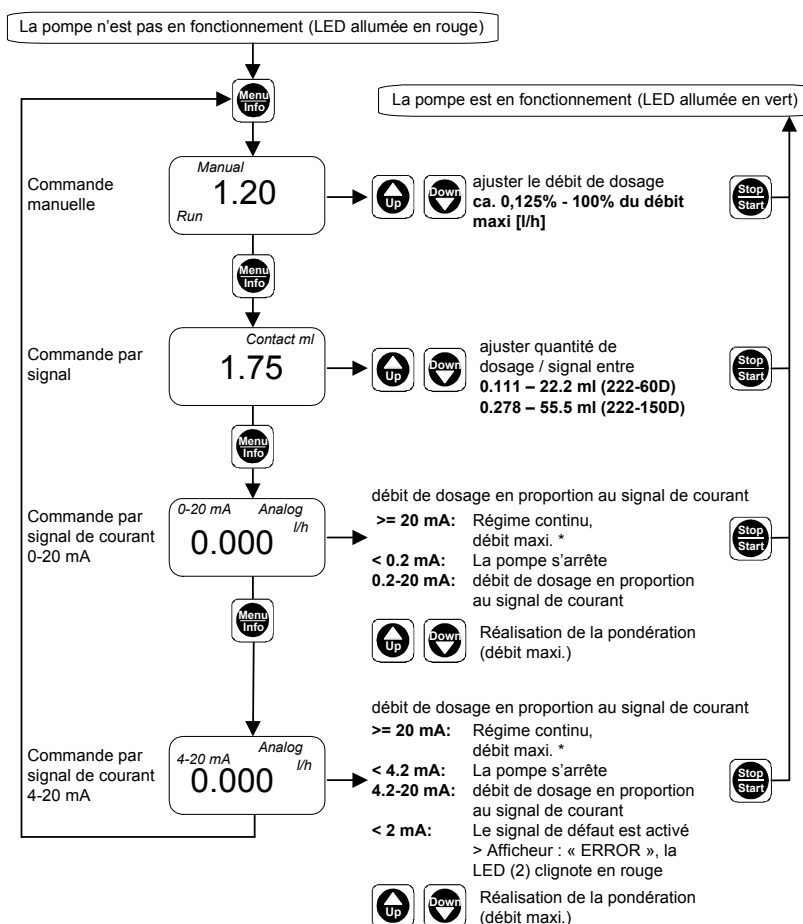 La pompe n'est pas en fonctionnement (LED allumée en rouge)
Menu
Info
La pompe est en fonctionnement (LED allumée en vert)
Commande
manuelle
Manual
1.20
Run
Up
Down
ajuster le débit de dosage
ca. 0,125% - 100% du débit
maxi [l/h]
Stop
Start
Menu
Info
Commande par
signal
Contact ml
1.75
Up
Down
ajuster quantité de
dosage / signal entre
0.111 – 22.2 ml (222-60D)
0.278 – 55.5 ml (222-150D)
Stop
Start
Menu
Info
Commande par
signal de courant
0-20 mA
0-20 mA Analog
l/h
0.000
débit de dosage en proportion au signal de courant
>= 20 mA: Régime continu,
débit maxi. *
< 0.2 mA: La pompe s'arrête
0.2-20 mA: débit de dosage en proportion
au signal de courant
Stop
Start
Up
Down
Réalisation de la pondération
(débit maxi.)
Menu
Info
Commande par
signal de courant
4-20 mA
4-20 mA Analog
l/h
0.000
débit de dosage en proportion au signal de courant
>= 20 mA: Régime continu,
débit maxi. *
< 4.2 mA: La pompe s'arrête
4.2-20 mA: débit de dosage en proportion
au signal de courant
< 2 mA: Le signal de défaut est activé
> Afficheur : « ERROR », la
LED (2) clignote en rouge
Stop
Start
Up
Down
Réalisation de la pondération
(débit maxi.)